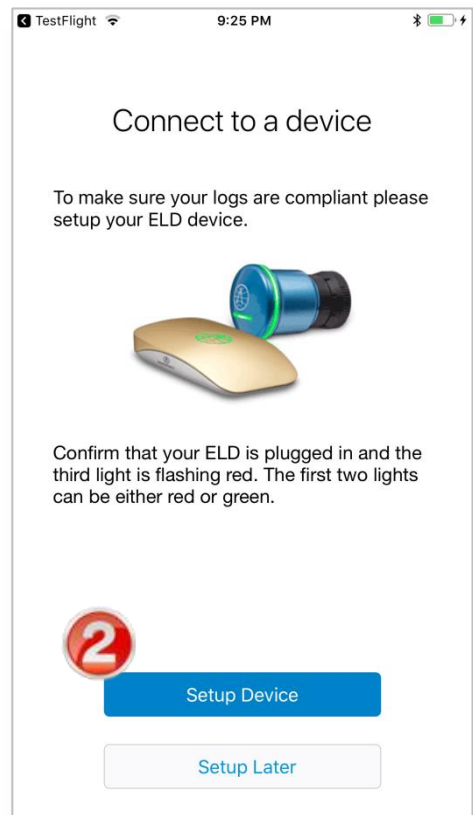 TestFlight 9:25 PM
Connect to a device
To make sure your logs are compliant please
setup your ELD device.
Confirm that your ELD is plugged in and the
third light is flashing red. The first two lights
can be either red or green.
2
Setup Device
Setup Later